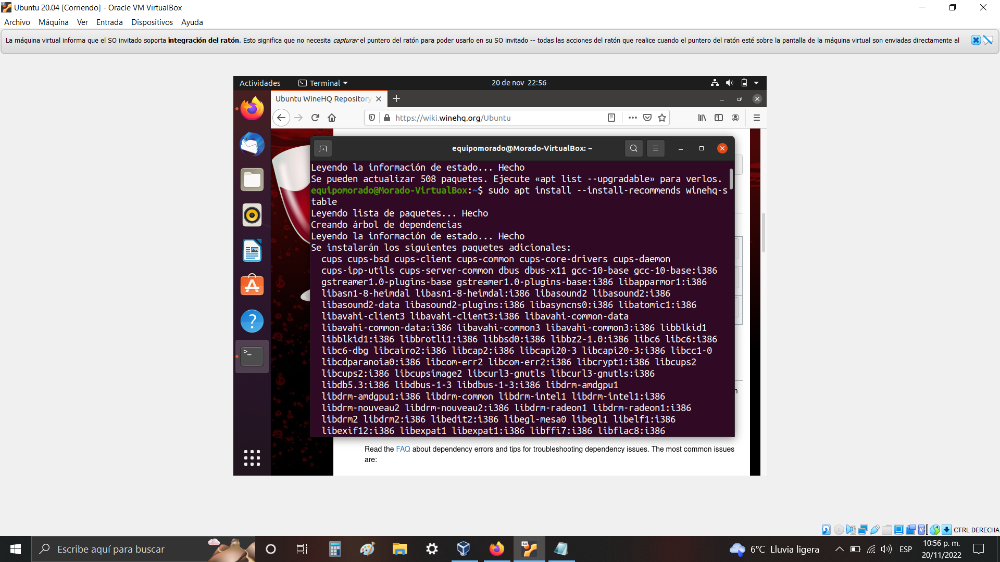 Ubuntu 20.04 [Corriendo] - Oracle VM VirtualBox
Archivo Máquina Ver Entrada Dispositivos Ayuda
La máquina virtual informa que el SO invitado soporta integración del ratón. Esto significa que no necesita capturar el puntero del ratón para poder usarlo en su SO invitado -- todas las acciones del ratón que realice cuando el puntero del ratón esté sobre la pantalla de la máquina virtual son enviadas directamente al
Actividades Terminal 20 de nov 22:56
Ubuntu WineHQ Repository
https://wiki.winehq.org/Ubuntu
equipomorado@Morado-VirtualBox: ~
Leyendo la información de estado... Hecho
Se pueden actualizar 508 paquetes. Ejecute «apt list --upgradable» para verlos.
equipomorado@Morado-VirtualBox:~$ sudo apt install --install-recommends winehq-s
table
Leyendo lista de paquetes... Hecho
Creando árbol de dependencias
Leyendo la información de estado... Hecho
Se instalarán los siguientes paquetes adicionales:
cups cups-bsd cups-client cups-common cups-core-drivers cups-daemon
cups-ipp-utils cups-server-common dbus dbus-x11 gcc-10-base gcc-10-base:i386
gstreamer1.0-plugins-base gstreamer1.0-plugins-base:i386 libapparmor1:i386
libasn1-8-heimdal libasn1-8-heimdal:i386 libasound2 libasound2:i386
libasound2-data libasound2-plugins:i386 libasyncns0:i386 libatomic1:i386
libavahi-client3 libavahi-client3:i386 libavahi-common-data
libavahi-common-data:i386 libavahi-common3 libavahi-common3:i386 libblkid1
libblkid1:i386 libbrotli1:i386 libbsd0:i386 libbz2-1.0:i386 libc6 libc6:i386
libc6-dbg libcairo2:i386 libcap2:i386 libcapi20-3 libcapi20-3:i386 libcc1-0
libcdparanoia0:i386 libcom-err2 libcom-err2:i386 libcrypt1:i386 libcups2
libcups2:i386 libcupsimage2 libcurl3-gnutls libcurl3-gnutls:i386
libdb5.3:i386 libdbus-1-3 libdbus-1-3:i386 libdrm-amdgpu1
libdrm-amdgpu1:i386 libdrm-common libdrm-intel1 libdrm-intel1:i386
libdrm-nouveau2 libdrm-nouveau2:i386 libdrm-radeon1 libdrm-radeon1:i386
libdrm2 libdrm2:i386 libedit2:i386 libegl-mesa0 libegl1 libelf1:i386
libexif12:i386 libexpat1 libexpat1:i386 libffi7:i386 libflac8:i386
Read the FAQ about dependency errors and tips for troubleshooting dependency issues. The most common issues
are:
CTRL DERECHA
Escribe aquí para buscar
6°C Lluvia ligera
ESP
10:56 p. m.
20/11/2022